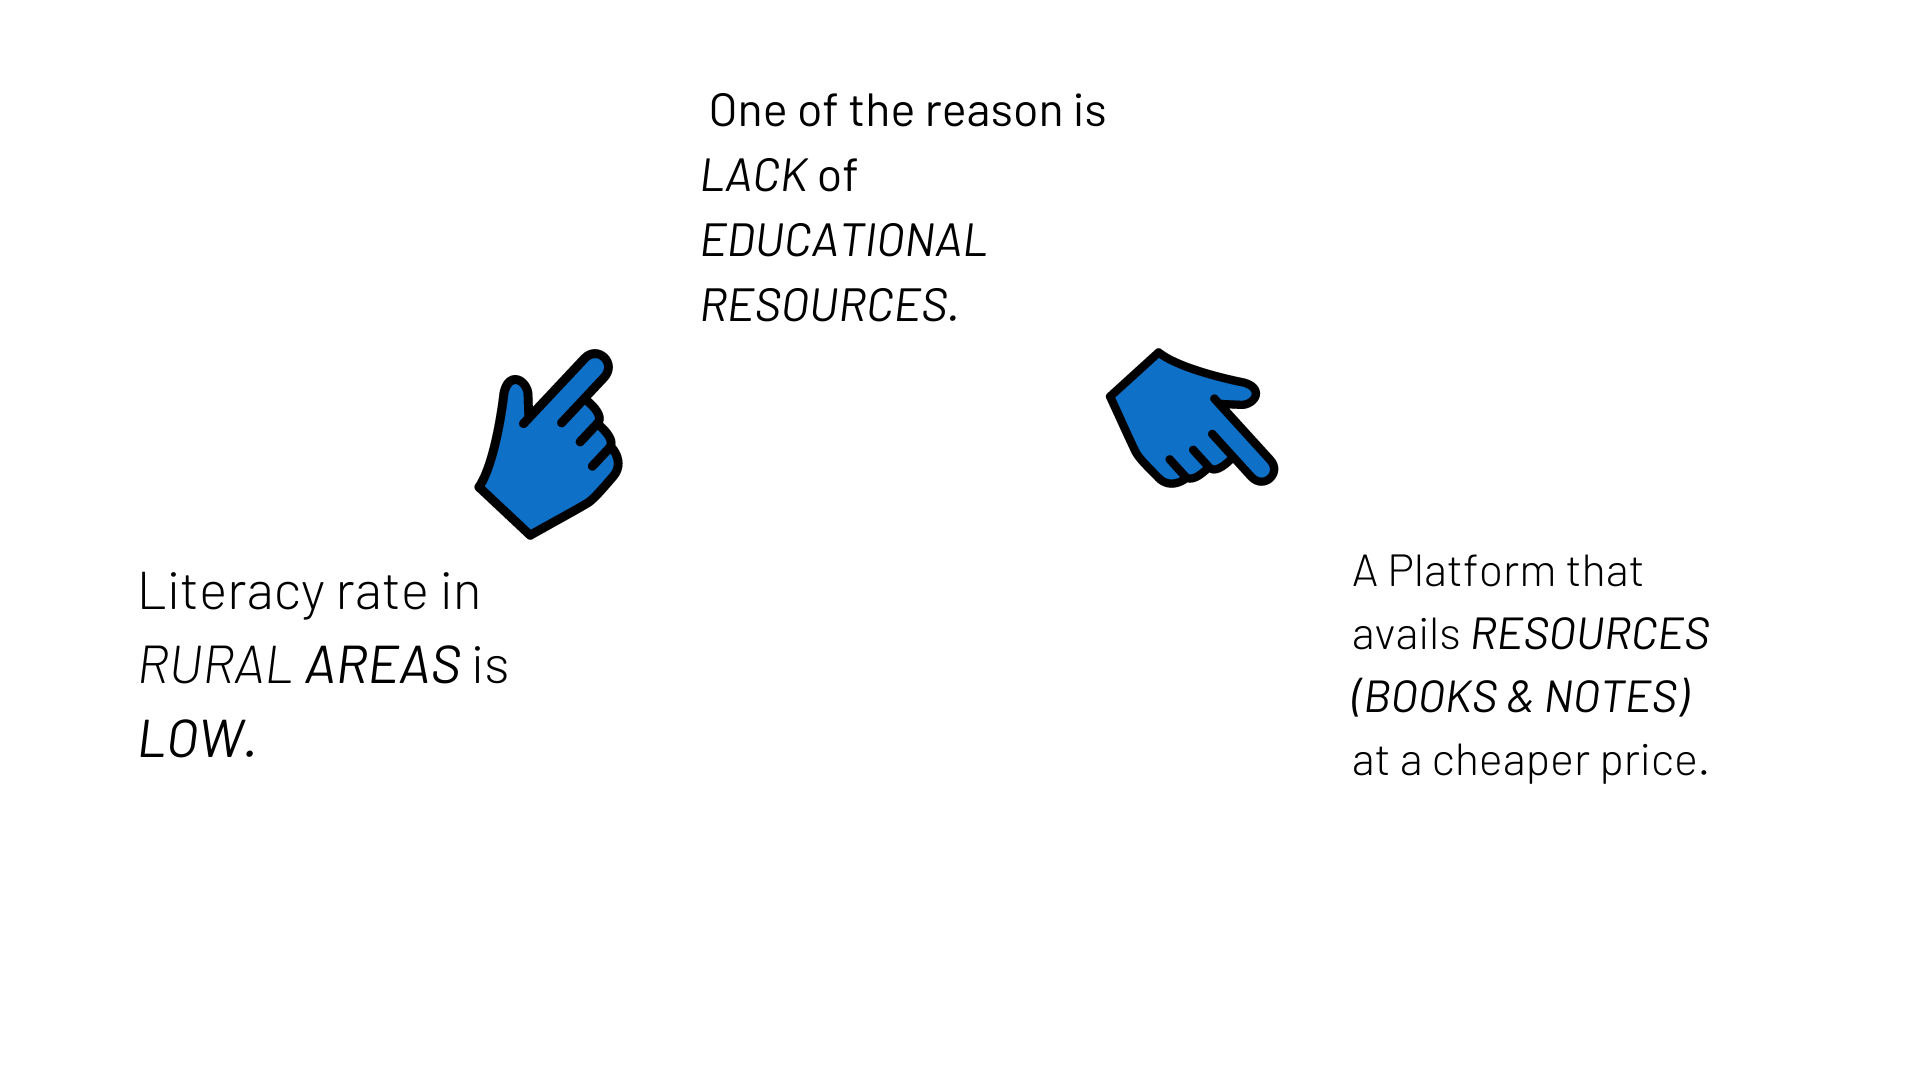 One of the reason is
LACK of
EDUCATIONAL
RESOURCES.
Literacy rate in
RURAL AREAS is
LOW.
A Platform that
avails RESOURCES
(BOOKS & NOTES)
at a cheaper price.